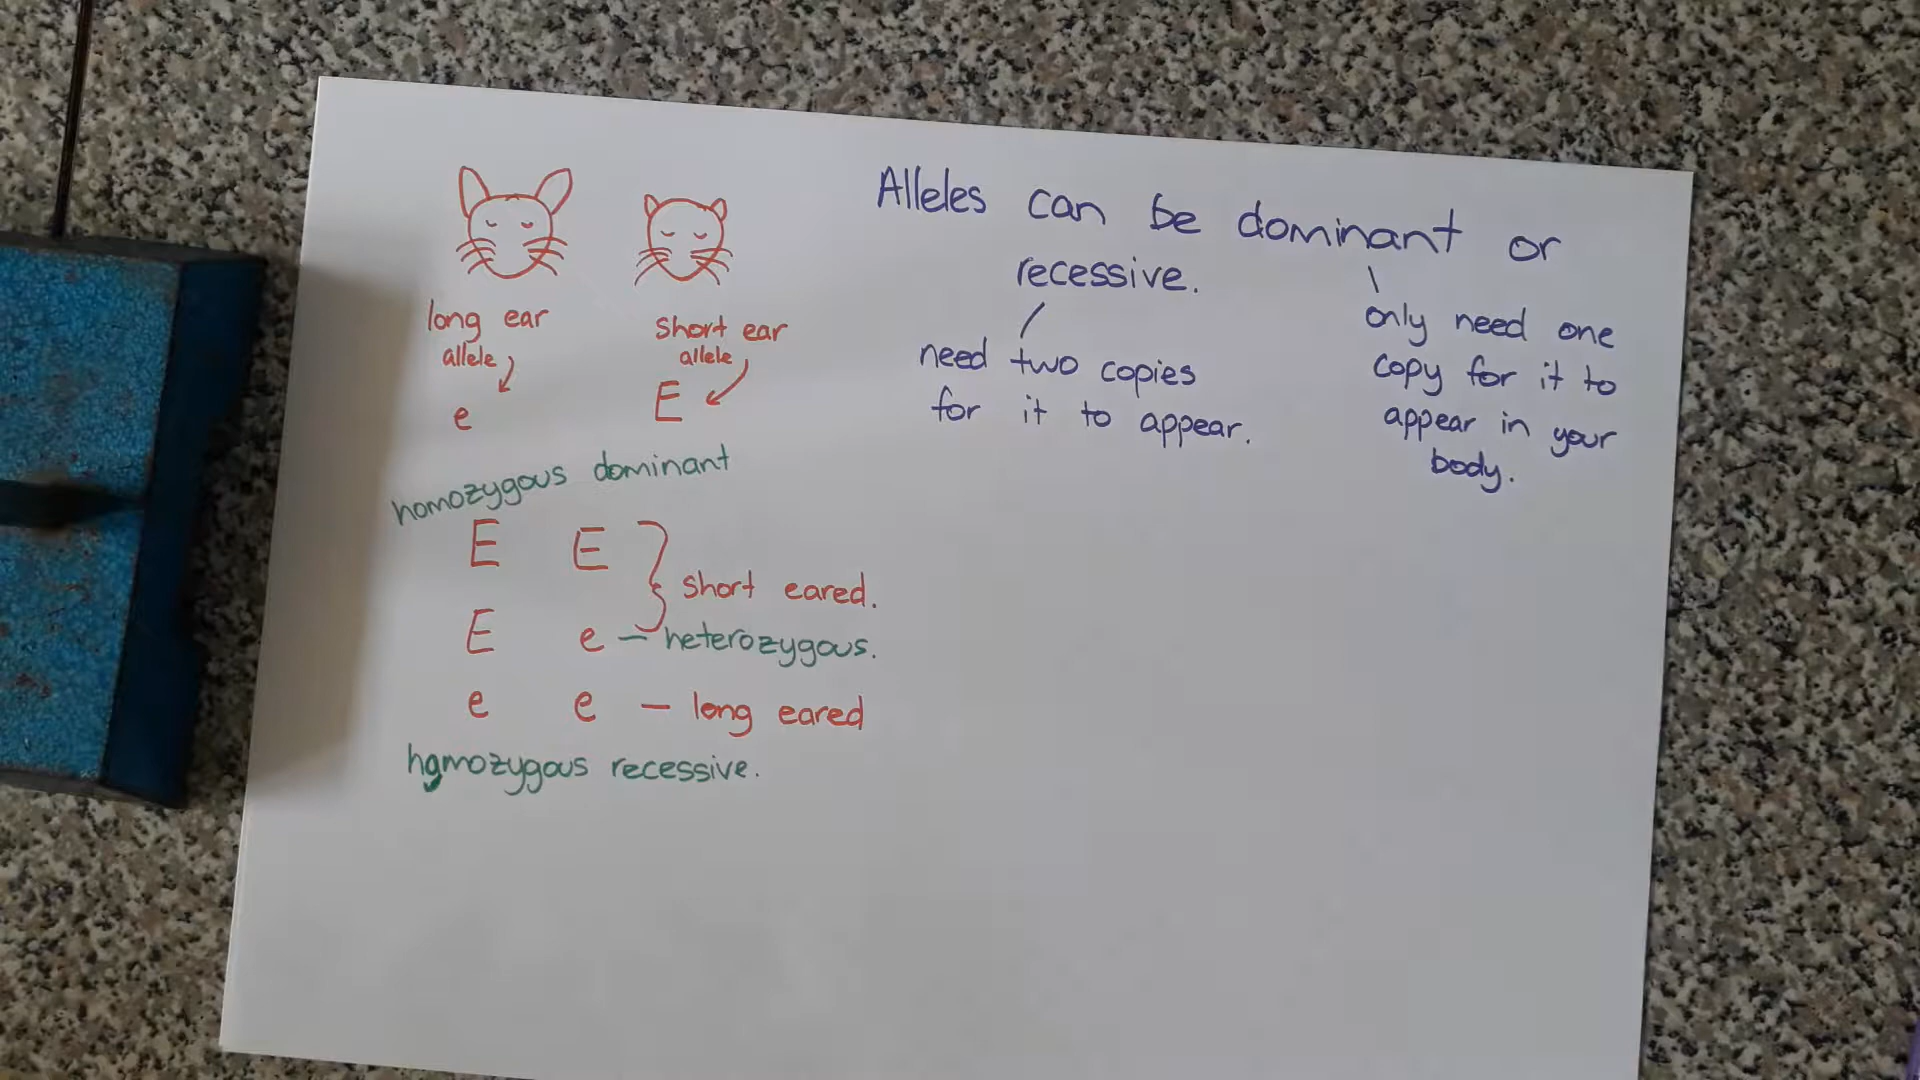 Alleles can be dominant or
recessive.
need two copies
for it to appear.
only need one
copy for it to
appear in your
body.
long ear
allele
e
short ear
allele
E
homozygous dominant
E E
short eared.
E e – heterozygous.
e e – long eared
homozygous recessive.